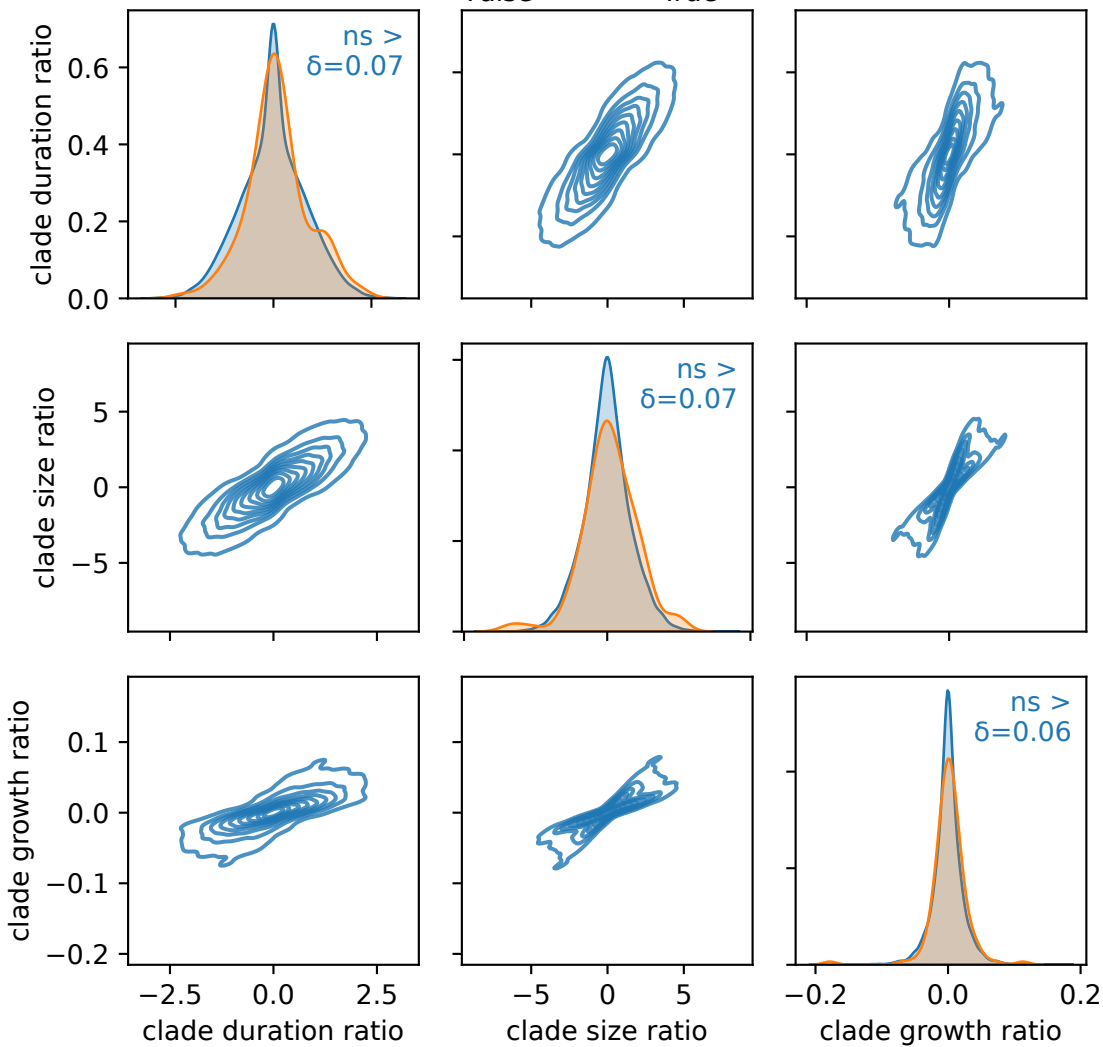 clade duration ratio
0.6
0.4
0.2
0.0
ns >
δ=0.07
clade size ratio
5
0
−5
ns >
δ=0.07
clade growth ratio
0.1
0.0
−0.1
−0.2
ns >
δ=0.06
−2.5 0.0 2.5
−5 0 5
−0.2 0.0 0.2
clade duration ratio
clade size ratio
clade growth ratio